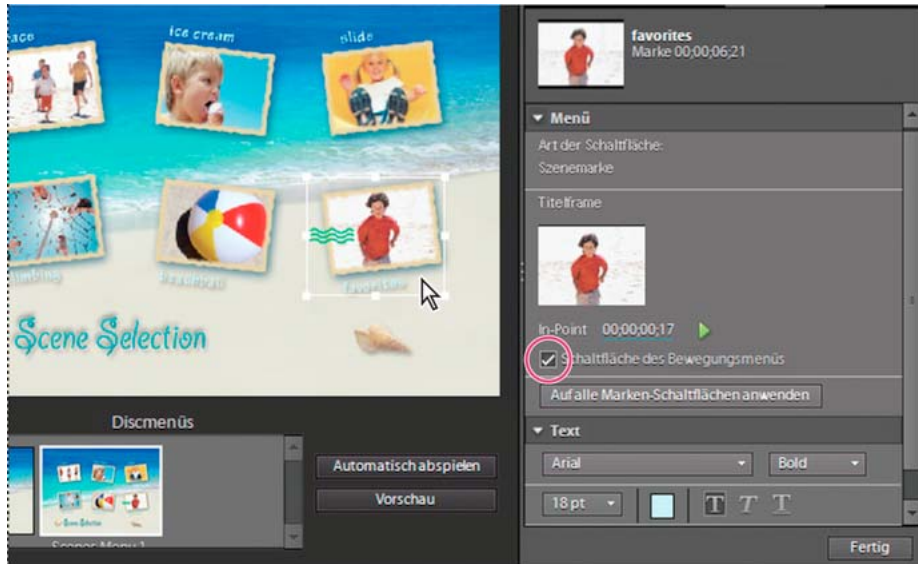 ice cream
slide
favorites
Scene Selection
Discmenüs
Automatisch abspielen
Vorschau
favorites
Marke 00;00;06;21
Menü
Art der Schaltfläche:
Szenemarke
Titelframe
In-Point 00;00;00;17
Schaltfläche des Bewegungsmenüs
Auf alle Marken-Schaltflächen anwenden
Text
Arial
Bold
18 pt
T T T
Fertig